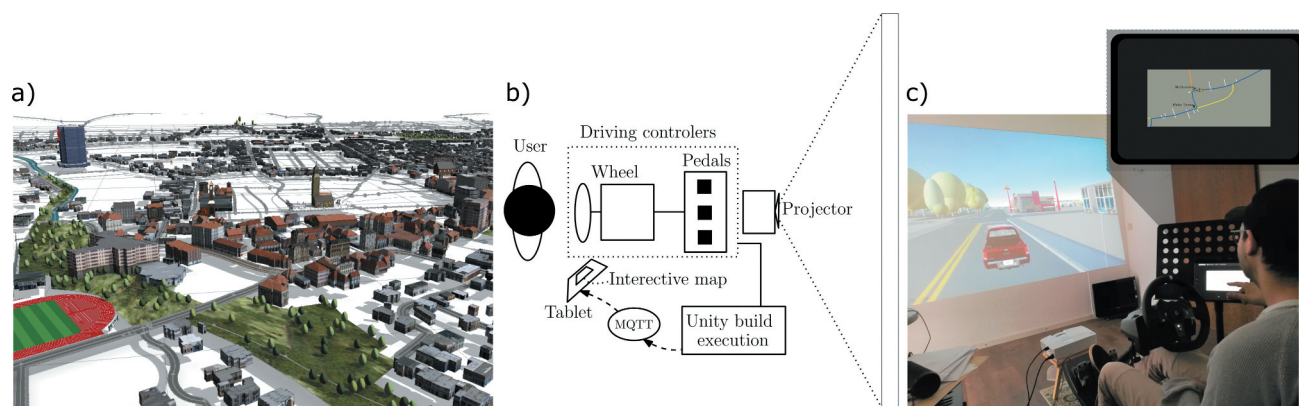 a)
b)
c)
User
Driving controlers
Wheel
Pedals
Projector
Interective map
Tablet
MQTT
Unity build
execution